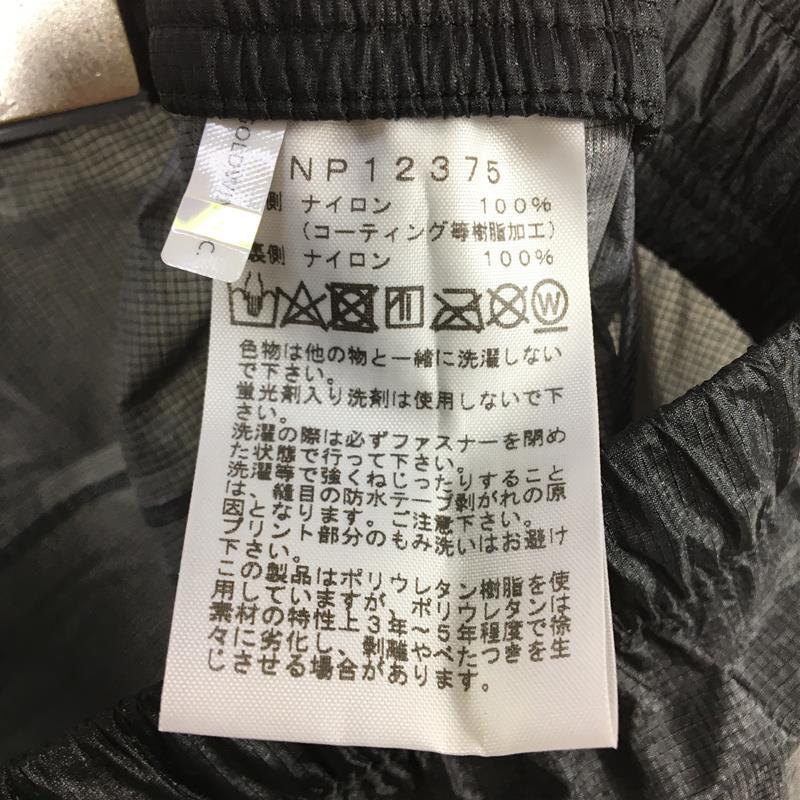 GOLDWIN
C.
NP12375
側 ナイロン 100%
(コーティング等樹脂加工)
裏側 ナイロン 100%
W
色物は他の物と一緒に洗濯しない
で下さい。
蛍光剤入り洗剤は使用しないで下
さい。
洗濯の際は必ずファスナーを閉め
た状態で行って下さい。
洗濯等で強くねじったりすること
は、縫目の防水テープ剥がれの原
因となります。ご注意下さい。
プリント部分のもみ洗いはお避け
下さい。
この製品はポリウレタン樹脂を使
用していますが、ポリウレタンは
素材の特性上3年~5年程度で徐
々に劣化し、剥離やべたつきを生
じさせる場合があります。